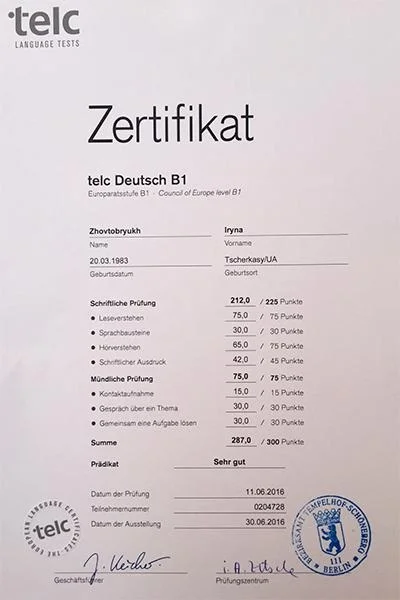 telc
LANGUAGE TESTS
Zertifikat
telc Deutsch B1
Europaratsstufe B1 · Council of Europe level B1
Zhovtobryukh Iryna
Name Vorname
20.03.1983 Tscherkasy/UA
Geburtsdatum Geburtsort
Schriftliche Prüfung 212,0 / 225 Punkte
● Leseverstehen 75,0 / 75 Punkte
● Sprachbausteine 30,0 / 30 Punkte
● Hörverstehen 65,0 / 75 Punkte
● Schriftlicher Ausdruck 42,0 / 45 Punkte
Mündliche Prüfung 75,0 / 75 Punkte
● Kontaktaufnahme 15,0 / 15 Punkte
● Gespräch über ein Thema 30,0 / 30 Punkte
● Gemeinsam eine Aufgabe lösen 30,0 / 30 Punkte
Summe 287,0 / 300 Punkte
Prädikat Sehr gut
Datum der Prüfung 11.06.2016
Teilnehmernummer 0204728
Datum der Ausstellung 30.06.2016
THE EUROPEAN LANGUAGE CERTIFICATES
telc
BEZIRKSAMT TEMPELHOF-SCHÖNEBERG
111
BERLIN
i. A.
Geschäftsführer Prüfungszentrum